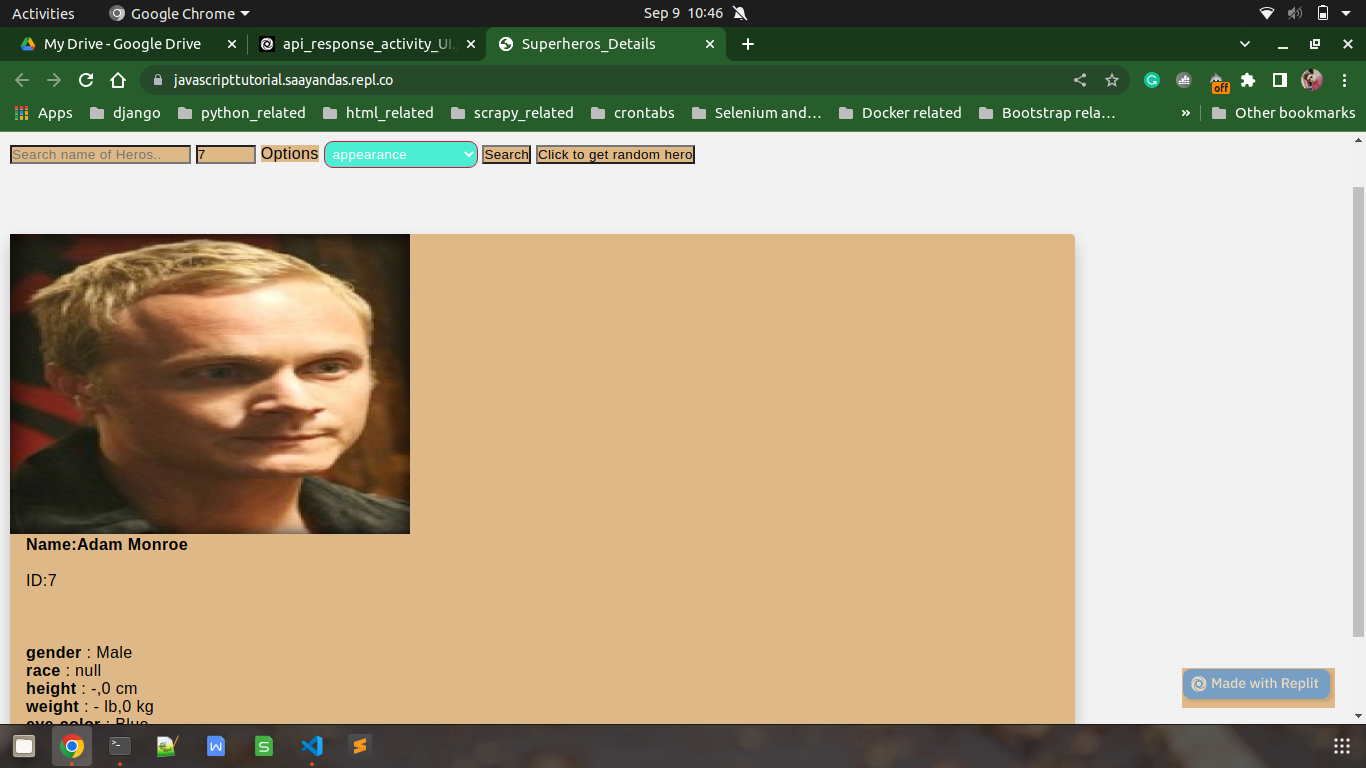 Activities Google Chrome Sep 9 10:46
My Drive - Google Drive api_response_activity_UI. Superheros_Details
javascripttutorial.saayandas.repl.co
off
Apps django python_related html_related scrapy_related crontabs Selenium and… Docker related Bootstrap rela… » Other bookmarks
Search name of Heros.. 7 Options appearance Search Click to get random hero
Name:Adam Monroe
ID:7
gender : Male
race : null
height : -,0 cm
weight : - lb,0 kg
eye-color : Blue
Made with Replit